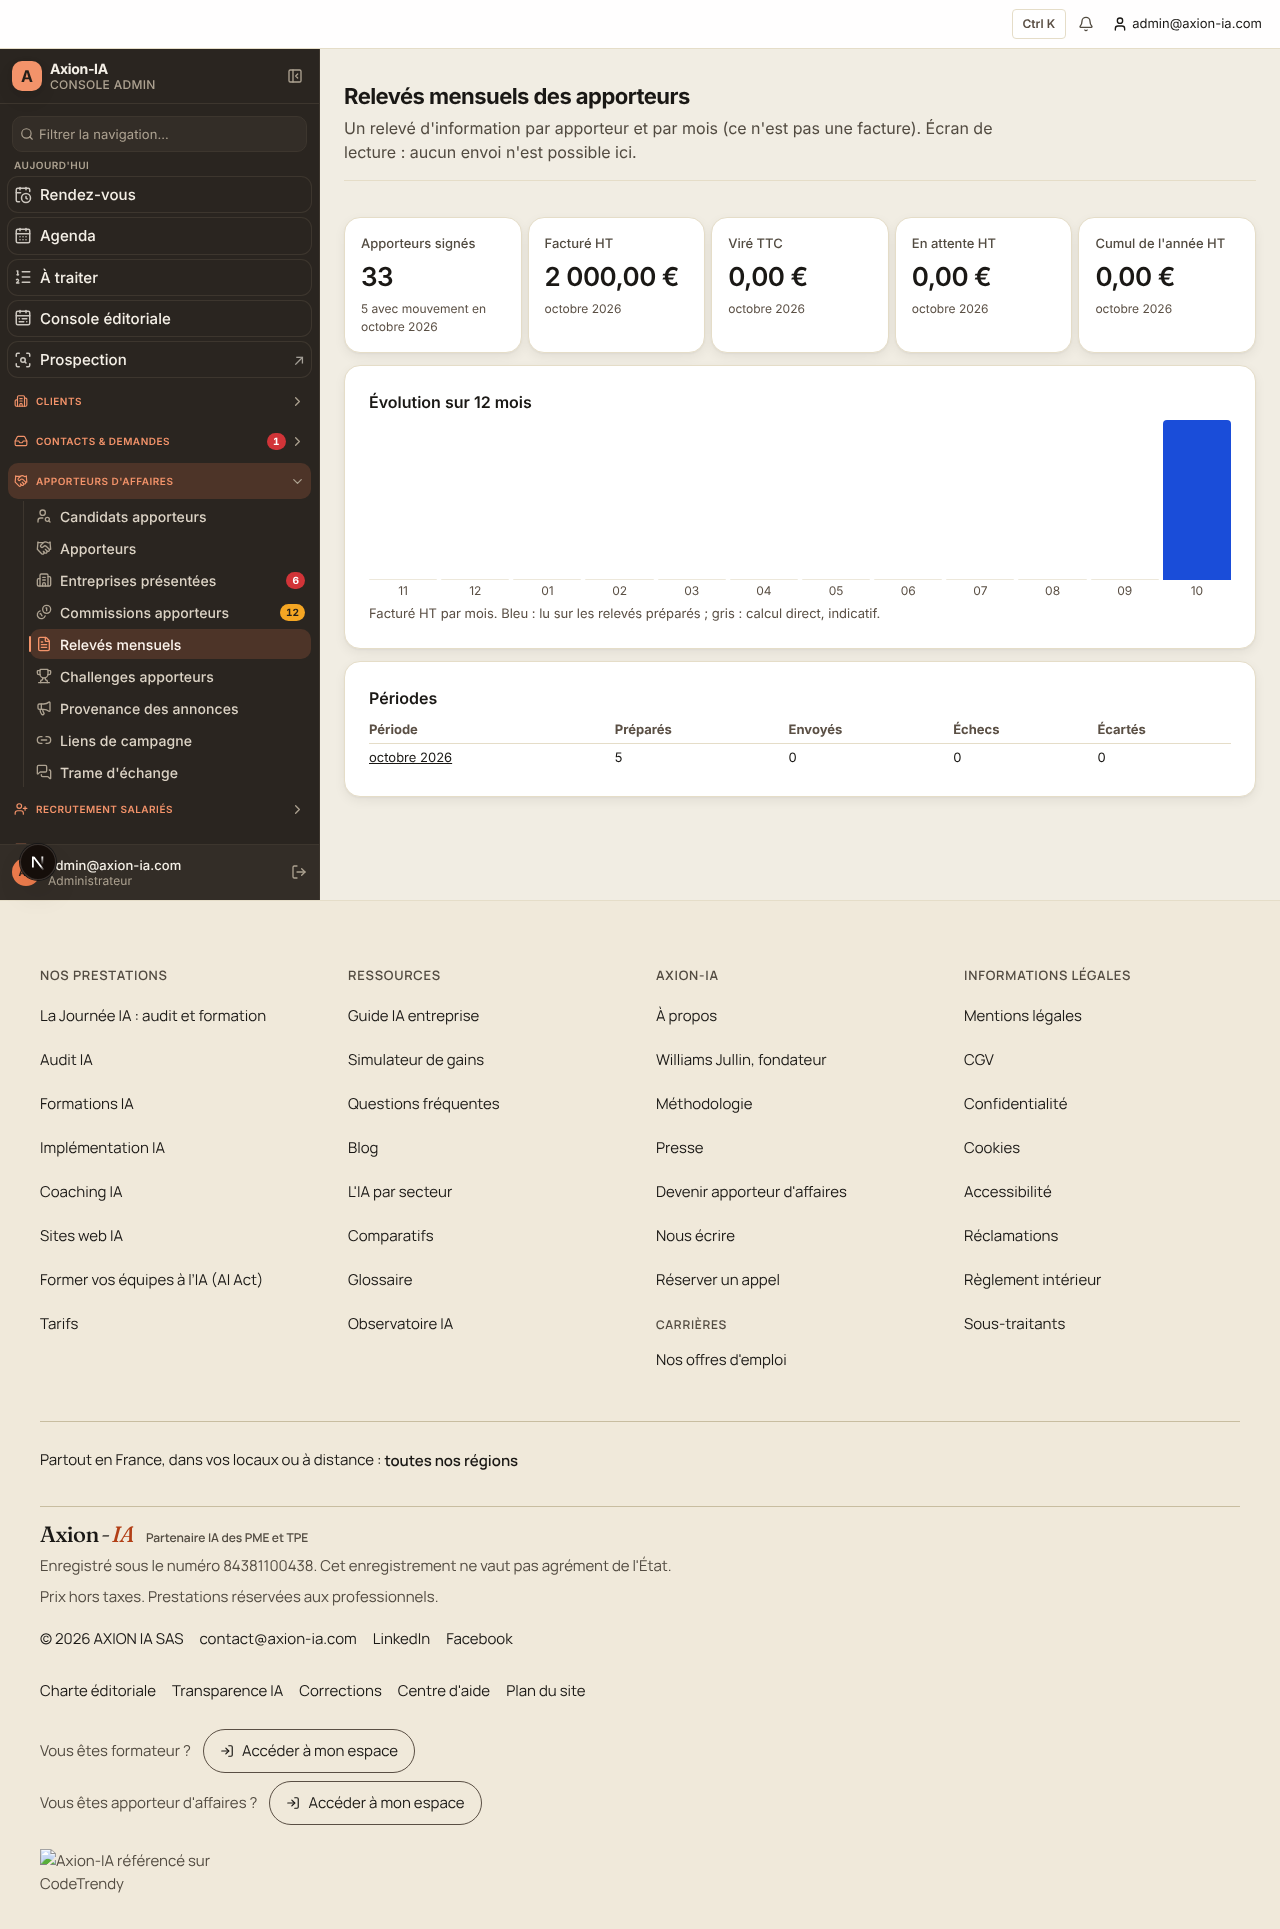 Ctrl K
admin@axion-ia.com
A
Axion-IA
CONSOLE ADMIN
Filtrer la navigation...
AUJOURD'HUI
Rendez-vous
Agenda
À traiter
Console éditoriale
Prospection
CLIENTS
CONTACTS & DEMANDES 1
APPORTEURS D'AFFAIRES
Candidats apporteurs
Apporteurs
Entreprises présentées 6
Commissions apporteurs 12
Relevés mensuels
Challenges apporteurs
Provenance des annonces
Liens de campagne
Trame d'échange
RECRUTEMENT SALARIÉS
N
dmin@axion-ia.com
Administrateur
Relevés mensuels des apporteurs
Un relevé d'information par apporteur et par mois (ce n'est pas une facture). Écran de
lecture : aucun envoi n'est possible ici.
Apporteurs signés
33
5 avec mouvement en
octobre 2026
Facturé HT
2 000,00 €
octobre 2026
Viré TTC
0,00 €
octobre 2026
En attente HT
0,00 €
octobre 2026
Cumul de l'année HT
0,00 €
octobre 2026
Évolution sur 12 mois
11 12 01 02 03 04 05 06 07 08 09 10
Facturé HT par mois. Bleu : lu sur les relevés préparés ; gris : calcul direct, indicatif.
Périodes
Période Préparés Envoyés Échecs Écartés
octobre 2026 5 0 0 0
NOS PRESTATIONS
La Journée IA : audit et formation
Audit IA
Formations IA
Implémentation IA
Coaching IA
Sites web IA
Former vos équipes à l'IA (AI Act)
Tarifs
RESSOURCES
Guide IA entreprise
Simulateur de gains
Questions fréquentes
Blog
L'IA par secteur
Comparatifs
Glossaire
Observatoire IA
AXION-IA
À propos
Williams Jullin, fondateur
Méthodologie
Presse
Devenir apporteur d'affaires
Nous écrire
Réserver un appel
CARRIÈRES
Nos offres d'emploi
INFORMATIONS LÉGALES
Mentions légales
CGV
Confidentialité
Cookies
Accessibilité
Réclamations
Règlement intérieur
Sous-traitants
Partout en France, dans vos locaux ou à distance : toutes nos régions
Axion-IA Partenaire IA des PME et TPE
Enregistré sous le numéro 84381100438. Cet enregistrement ne vaut pas agrément de l'État.
Prix hors taxes. Prestations réservées aux professionnels.
© 2026 AXION IA SAS contact@axion-ia.com LinkedIn Facebook
Charte éditoriale Transparence IA Corrections Centre d'aide Plan du site
Vous êtes formateur ? Accéder à mon espace
Vous êtes apporteur d'affaires ? Accéder à mon espace
Axion-IA référencé sur
CodeTrendy